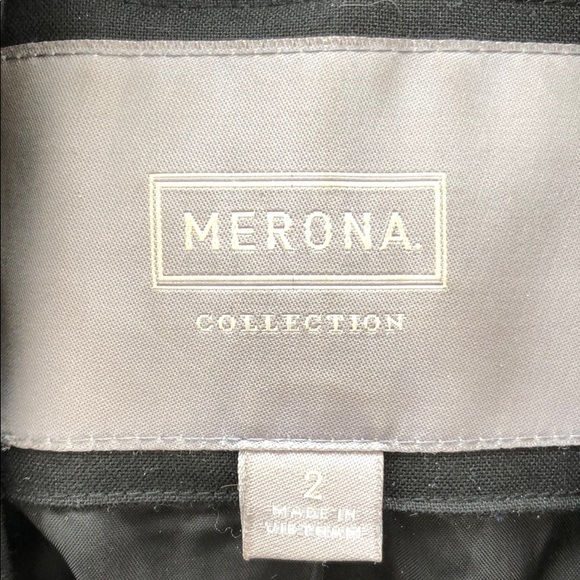 MERONA.
COLLECTION
2
MADE IN
VIETNAM